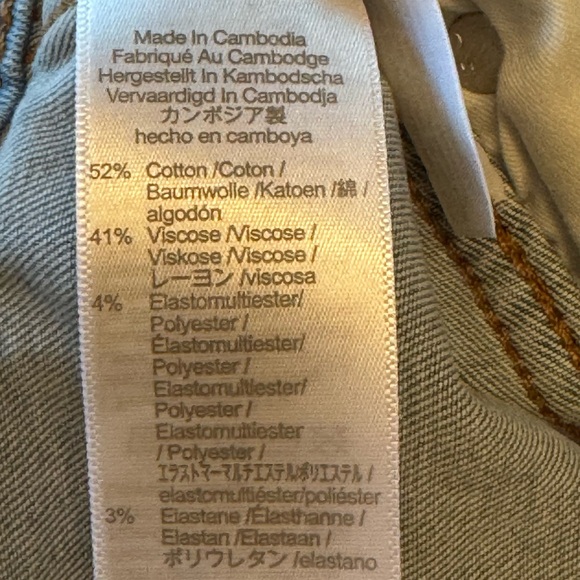 Made In Cambodia
Fabriqué Au Cambodge
Hergestellt In Kambodscha
Vervaardigd In Cambodja
カンボジア製
hecho en camboya
52% Cotton /Coton /
Baumwolle /Katoen /綿 /
algodón
41% Viscose /Viscose /
Viskose /Viscose /
レーヨン /viscosa
4% Elastomultiester/
Polyester /
Élastomultiester/
Polyester /
Elastomultiester/
Polyester /
Elastomultiester
/ Polyester /
エラストマーマルチエステル/ポリエステル /
elastomultiéster/poliéster
3% Elastane /Élasthanne /
Elastan /Elastaan /
ポリウレタン /elastano